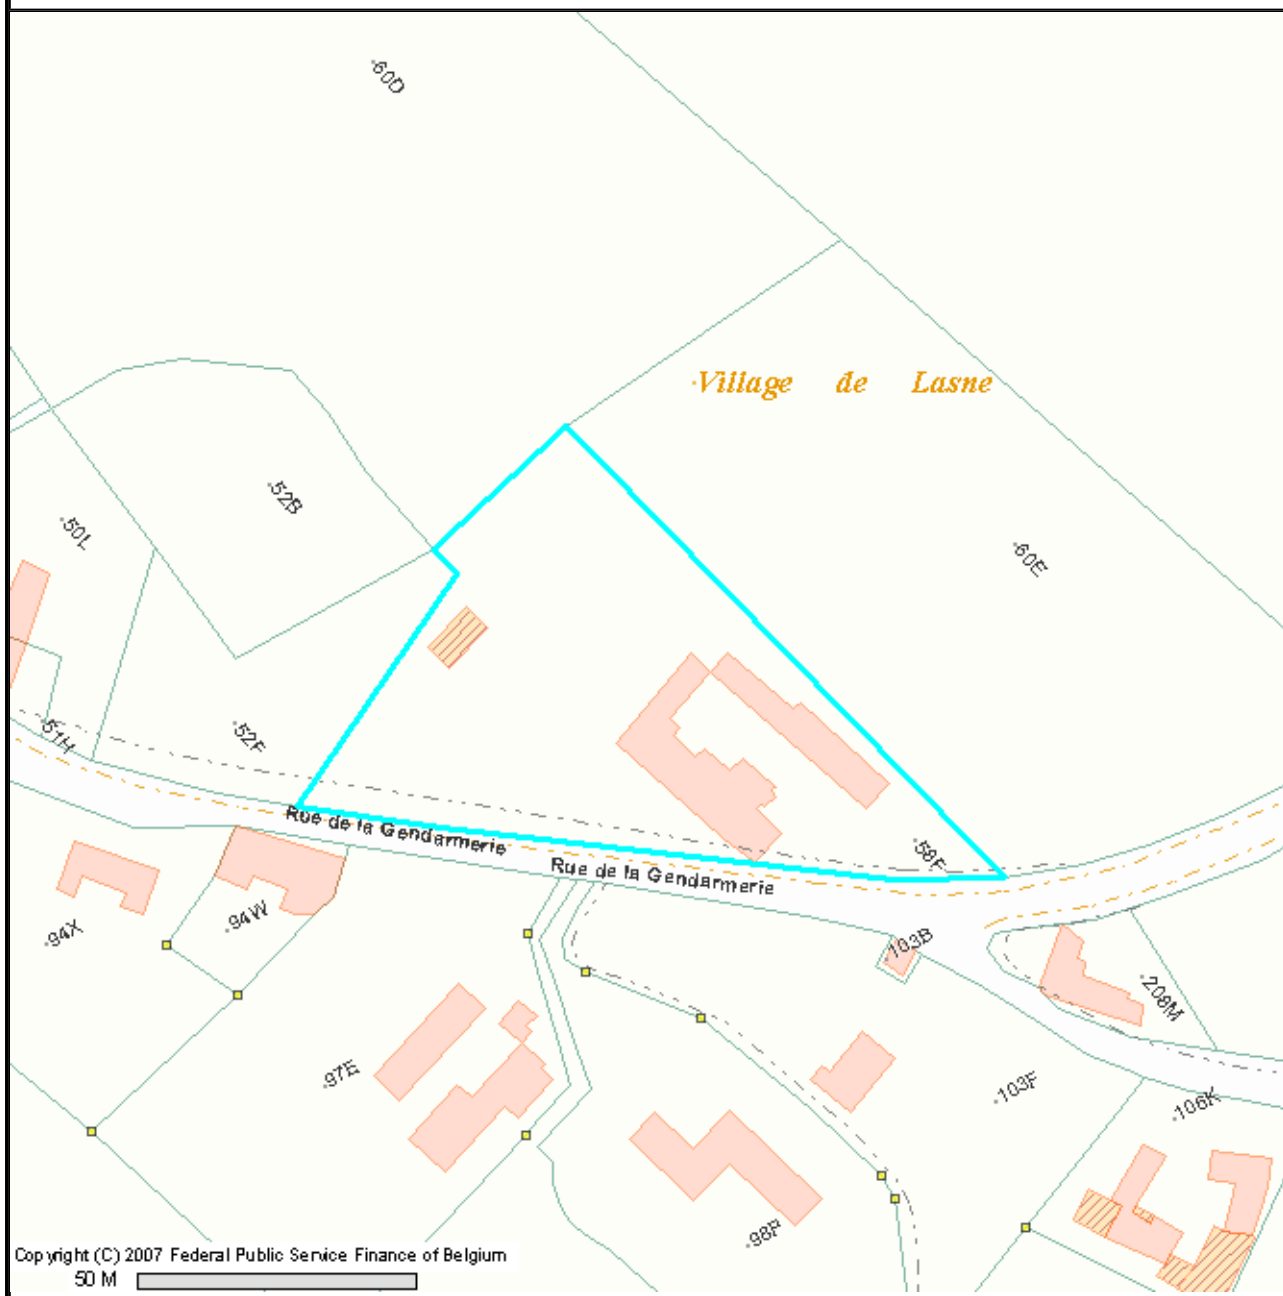 60D
Village de Lasne
52B
50L
60E
51H
52F
Rue de la Gendarmerie
Rue de la Gendarmerie
58F
94X
94W
103B
208M
97E
103F
106K
98P
Copyright (C) 2007 Federal Public Service Finance of Belgium
50 M